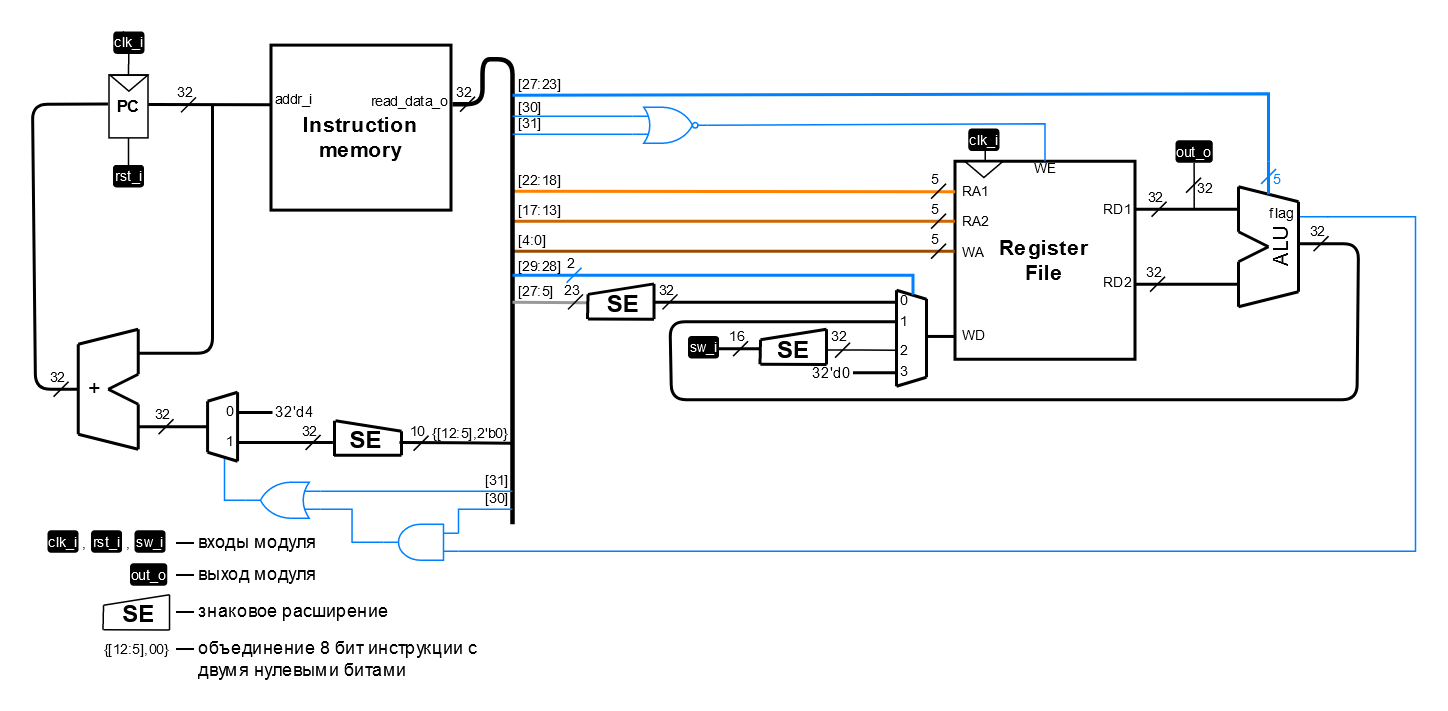 clk_i
32
PC
rst_i
addr_i
read_data_o
32
Instruction
memory
[27:23]
[30]
[31]
[22:18]
[17:13]
[4:0]
[29:28]
2
[27:5]
23
SE
32
5
5
5
clk_i
WE
RA1
RA2
WA
WD
RD1
RD2
Register
File
32
32
out_o
32
5
flag
ALU
32
0
1
2
3
sw_i
16
SE
32
32'd0
32
+
32
0
1
32'd4
32
SE
10
{[12:5],2'b0}
[31]
[30]
clk_i , rst_i , sw_i — входы модуля
out_o — выход модуля
SE — знаковое расширение
{[12:5],00} — объединение 8 бит инструкции с
двумя нулевыми битами